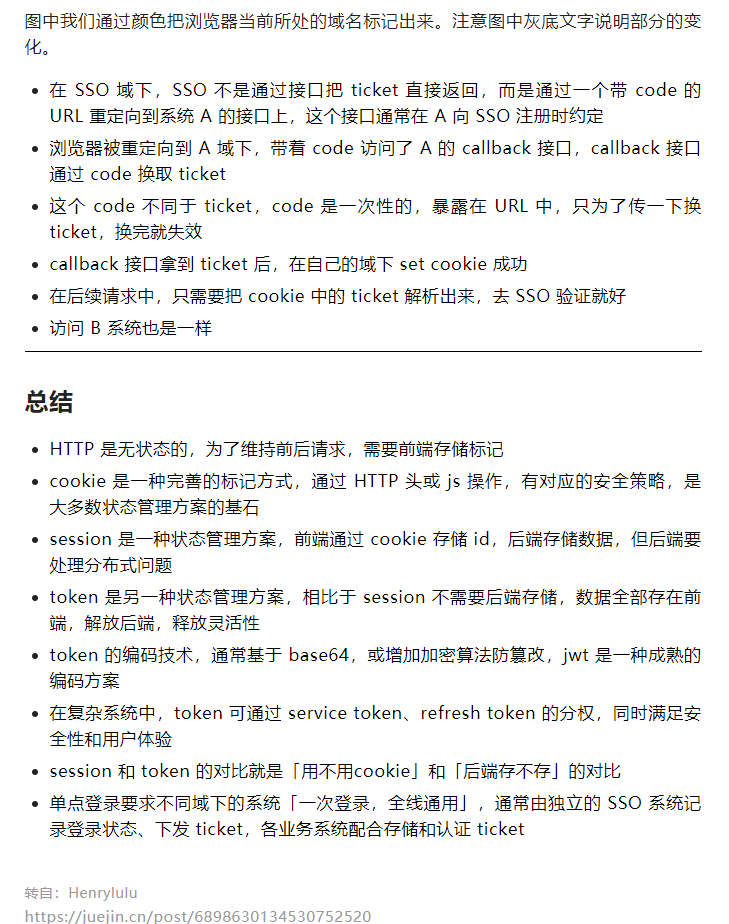 图中我们通过颜色把浏览器当前所处的域名标记出来。注意图中灰底文字说明部分的变
化。
在 SSO 域下，SSO 不是通过接口把 ticket 直接返回，而是通过一个带 code 的
URL 重定向到系统 A 的接口上，这个接口通常在 A 向 SSO 注册时约定
浏览器被重定向到 A 域下，带着 code 访问了 A 的 callback 接口，callback 接口
通过 code 换取 ticket
这个 code 不同于 ticket，code 是一次性的，暴露在 URL 中，只为了传一下换
ticket，换完就失效
callback 接口拿到 ticket 后，在自己的域下 set cookie 成功
在后续请求中，只需要把 cookie 中的 ticket 解析出来，去 SSO 验证就好
访问 B 系统也是一样
总结
HTTP 是无状态的，为了维持前后请求，需要前端存储标记
cookie 是一种完善的标记方式，通过 HTTP 头或 js 操作，有对应的安全策略，是
大多数状态管理方案的基石
session 是一种状态管理方案，前端通过 cookie 存储 id，后端存储数据，但后端要
处理分布式问题
token 是另一种状态管理方案，相比于 session 不需要后端存储，数据全部存在前
端，解放后端，释放灵活性
token 的编码技术，通常基于 base64，或增加加密算法防篡改，jwt 是一种成熟的
编码方案
在复杂系统中，token 可通过 service token、refresh token 的分权，同时满足安
全性和用户体验
session 和 token 的对比就是「用不用cookie」和「后端存不存」的对比
单点登录要求不同域下的系统「一次登录，全线通用」，通常由独立的 SSO 系统记
录登录状态、下发 ticket，各业务系统配合存储和认证 ticket
转自：Henrylulu
https://juejin.cn/post/6898630134530752520